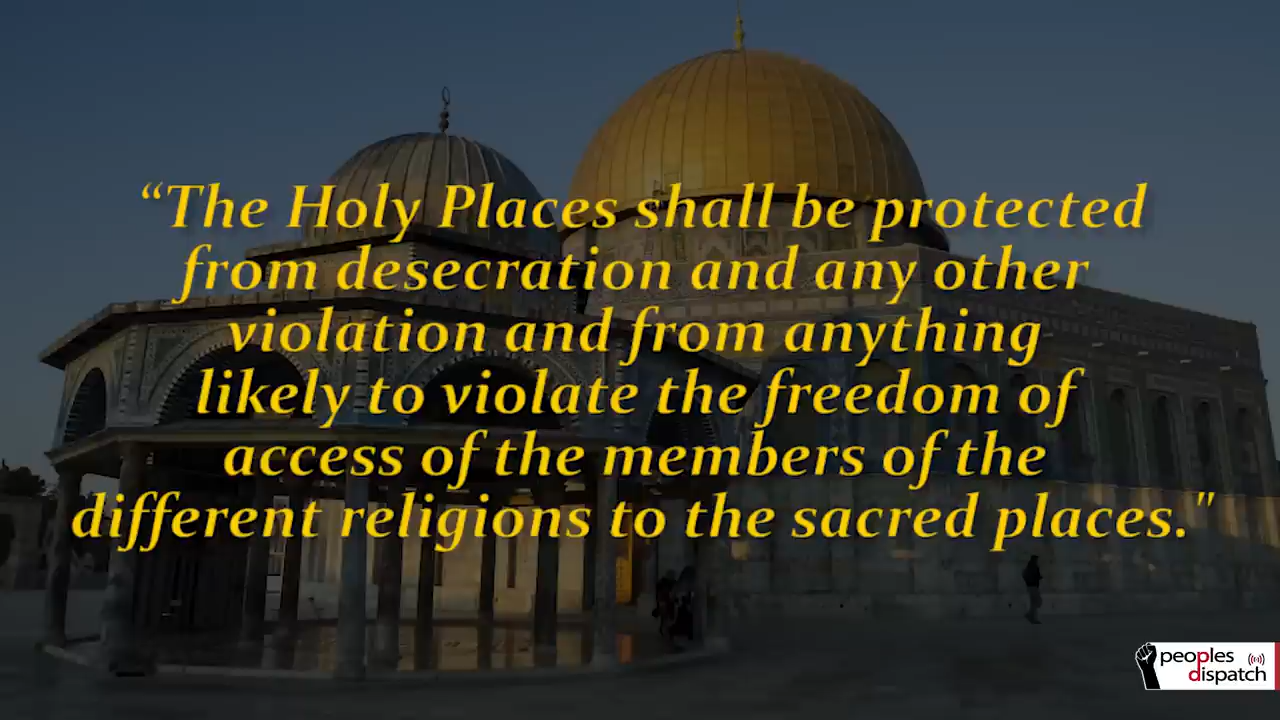 “The Holy Places shall be protected
from desecration and any other
violation and from anything
likely to violate the freedom of
access of the members of the
different religions to the sacred places."
peoples
dispatch